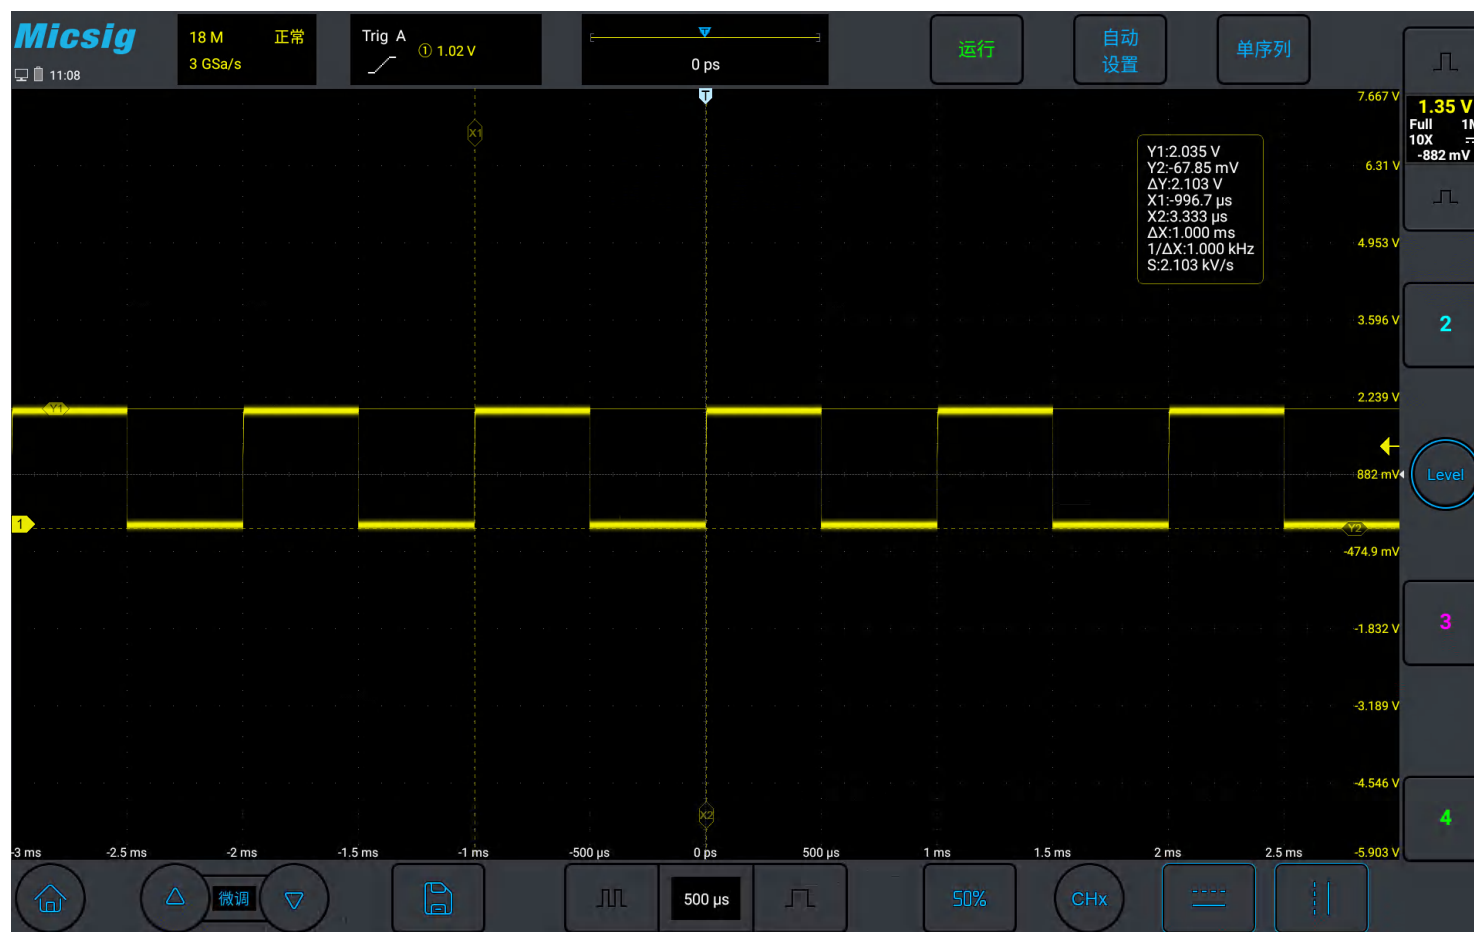 Micsig
11:08
18 M 正常
3 GSa/s
Trig A
① 1.02 V
T
0 ps
运行
自动
设置
单序列
T
X1
7.667 V
6.31 V
4.953 V
3.596 V
2.239 V
882 mV
-474.9 mV
-1.832 V
-3.189 V
-4.546 V
-5.903 V
Y1:2.035 V
Y2:-67.85 mV
ΔY:2.103 V
X1:-996.7 μs
X2:3.333 μs
ΔX:1.000 ms
1/ΔX:1.000 kHz
S:2.103 kV/s
1.35 V
Full
10X
-882 mV
2
Level
3
4
Y1
1
Y2
X2
-3 ms -2.5 ms -2 ms -1.5 ms -1 ms -500 μs 0 ps 500 μs 1 ms 1.5 ms 2 ms 2.5 ms
微调
500 μs
50%
CHx